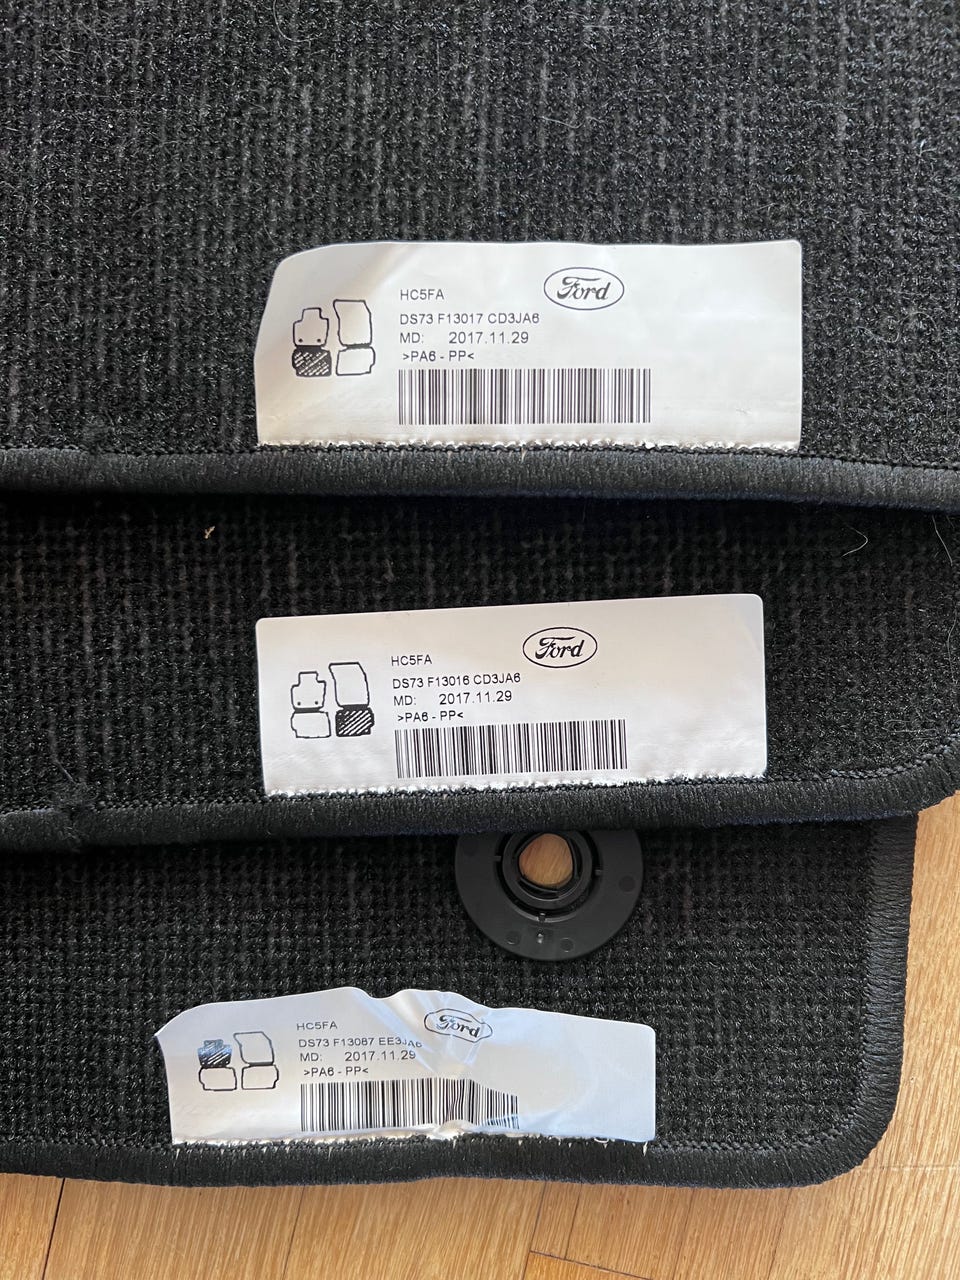 Ford
HC5FA
DS73 F13017 CD3JA6
MD: 2017.11.29
>PA6 - PP<
Ford
HC5FA
DS73 F13016 CD3JA6
MD: 2017.11.29
>PA6 - PP<
Ford
HC5FA
DS73 F13087 EE3JA6
MD: 2017.11.29
>PA6 - PP<